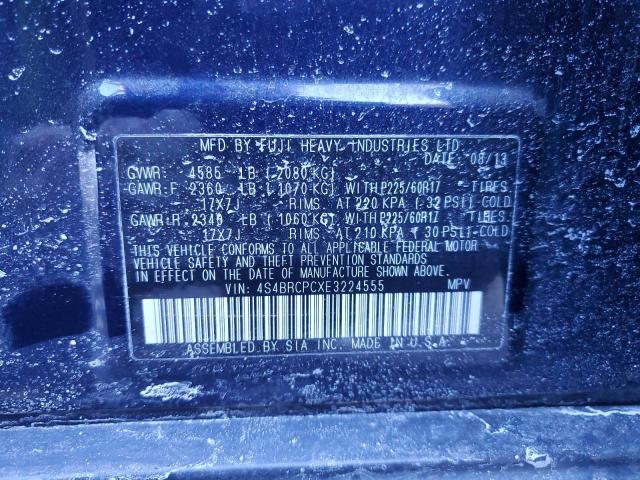 MFD BY FUJI HEAVY INDUSTRIES LTD
DATE: 08/13
GVWR: 4585 LB ( 2080 KG)
GAWR:F 2360 LB ( 1070 KG) WITH P225/60R17 TIRES
17X7J RIMS AT 220 KPA ( 32 PSI) COLD
GAWR:R 2340 LB ( 1060 KG) WITH P225/60R17 TIRES
17X7J RIMS AT 210 KPA ( 30 PSI) COLD
THIS VEHICLE CONFORMS TO ALL APPLICABLE FEDERAL MOTOR
VEHICLE SAFETY AND THEFT PREVENTION STANDARDS
IN EFFECT ON THE DATE OF MANUFACTURE SHOWN ABOVE.
VIN: 4S4BRCPCXE3224555 MPV
ASSEMBLED BY SIA INC. MADE IN U.S.A.